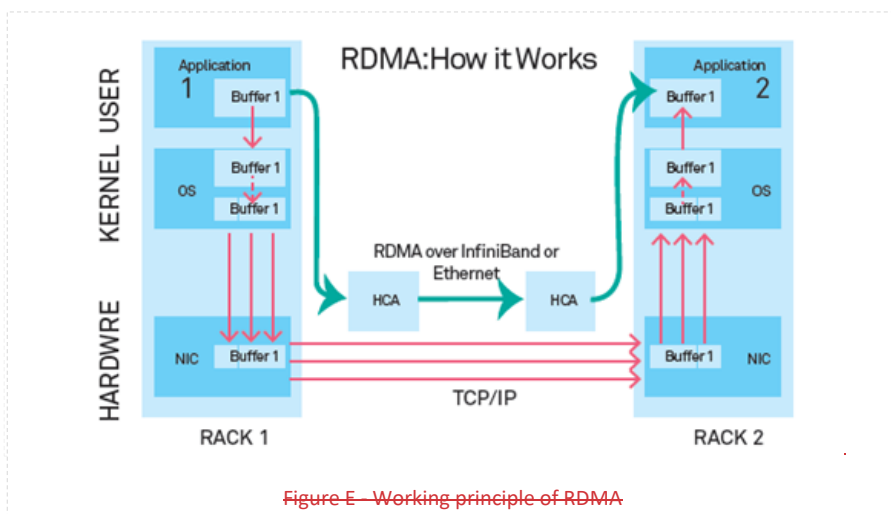 RDMA:How it Works
KERNEL USER
HARDWRE
Application
1
Buffer 1
OS
Buffer 1
Buffer 1
NIC
Buffer 1
RACK 1
RDMA over InfiniBand or
Ethernet
HCA
HCA
TCP/IP
Application
2
Buffer 1
Buffer 1
OS
Buffer 1
Buffer 1
NIC
RACK 2
Figure E - Working principle of RDMA